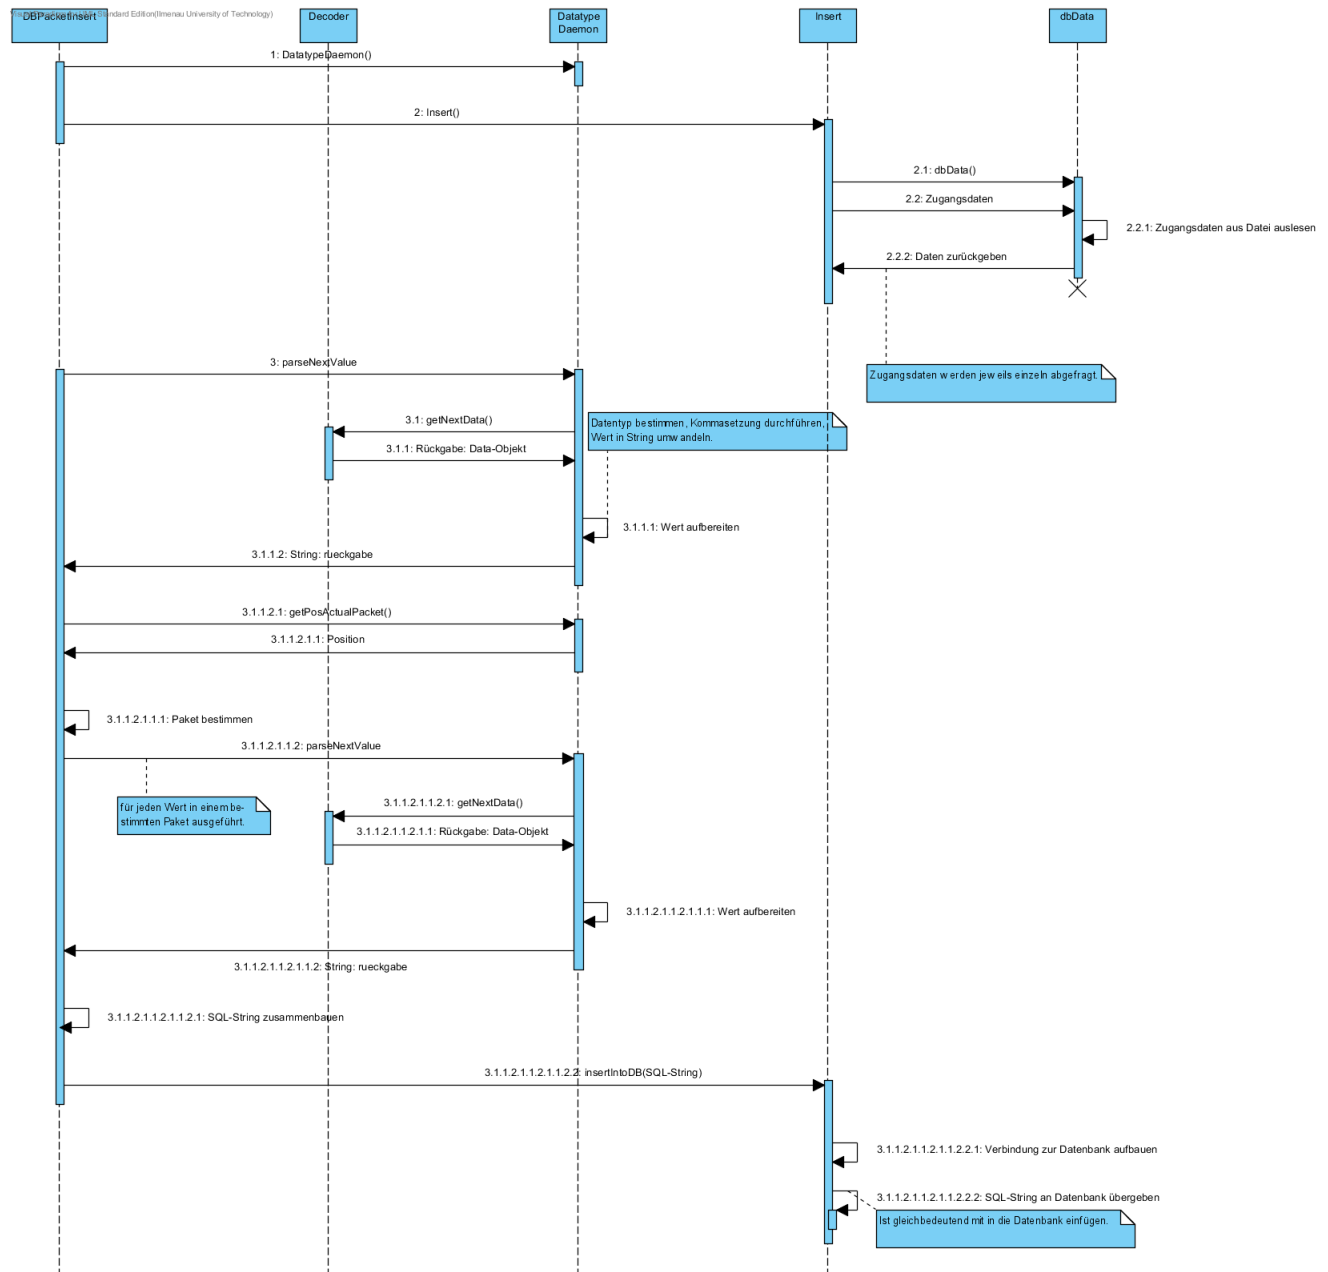 Standard Edition(Ilmenau University of Technology)
DBPacketInsert
Decoder
Datatype
Daemon
Insert
dbData
1: DatatypeDaemon()
2: Insert()
2.1: dbData()
2.2: Zugangsdaten
2.2.1: Zugangsdaten aus Datei auslesen
2.2.2: Daten zurückgeben
3: parseNextValue
Zugangsdaten werden jeweils einzeln abgefragt.
3.1: getNextData()
Datentyp bestimmen, Kommasetzung durchführen,
Wert in String umwandeln.
3.1.1: Rückgabe: Data-Objekt
3.1.1.1: Wert aufbereiten
3.1.1.2: String: rueckgabe
3.1.1.2.1: getPosActualPacket()
3.1.1.2.1.1: Position
3.1.1.2.1.1.1: Paket bestimmen
3.1.1.2.1.1.2: parseNextValue
für jeden Wert in einem be-
stimmten Paket ausgeführt.
3.1.1.2.1.1.2.1: getNextData()
3.1.1.2.1.1.2.1.1: Rückgabe: Data-Objekt
3.1.1.2.1.1.2.1.1.1: Wert aufbereiten
3.1.1.2.1.1.2.1.1.2: String: rueckgabe
3.1.1.2.1.1.2.1.1.2.1: SQL-String zusammenbauen
3.1.1.2.1.1.2.1.1.2.2: insertIntoDB(SQL-String)
3.1.1.2.1.1.2.1.1.2.2.1: Verbindung zur Datenbank aufbauen
3.1.1.2.1.1.2.1.1.2.2.2: SQL-String an Datenbank übergeben
Ist gleichbedeutend mit in die Datenbank einfügen.